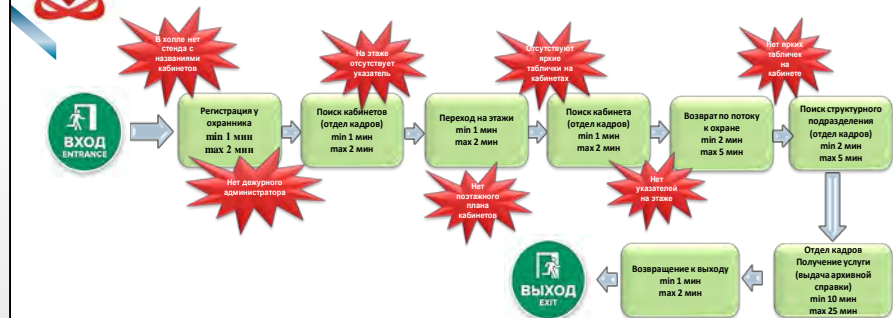 В холле нет
стенда с
названиями
кабинетов
На этаже
отсутствует
указатель
Отсутствуют
яркие
таблички на
кабинетах
Нет ярких
табличек
на
кабинете
ВХОД
ENTRANCE
Регистрация у
охранника
min 1 мин
max 2 мин
Поиск кабинетов
(отдел кадров)
min 1 мин
max 2 мин
Переход на этажи
min 1 мин
max 2 мин
Поиск кабинета
(отдел кадров)
min 1 мин
max 2 мин
Возврат по потоку
к охране
min 2 мин
max 5 мин
Поиск структурного
подразделения
(отдел кадров)
min 2 мин
max 5 мин
Нет дежурного
администратора
Нет
поэтажного
плана
кабинетов
Нет
указателей
на этаже
ВЫХОД
EXIT
Возвращение к выходу
min 1 мин
max 2 мин
Отдел кадров
Получение услуги
(выдача архивной
справки)
min 10 мин
max 25 мин